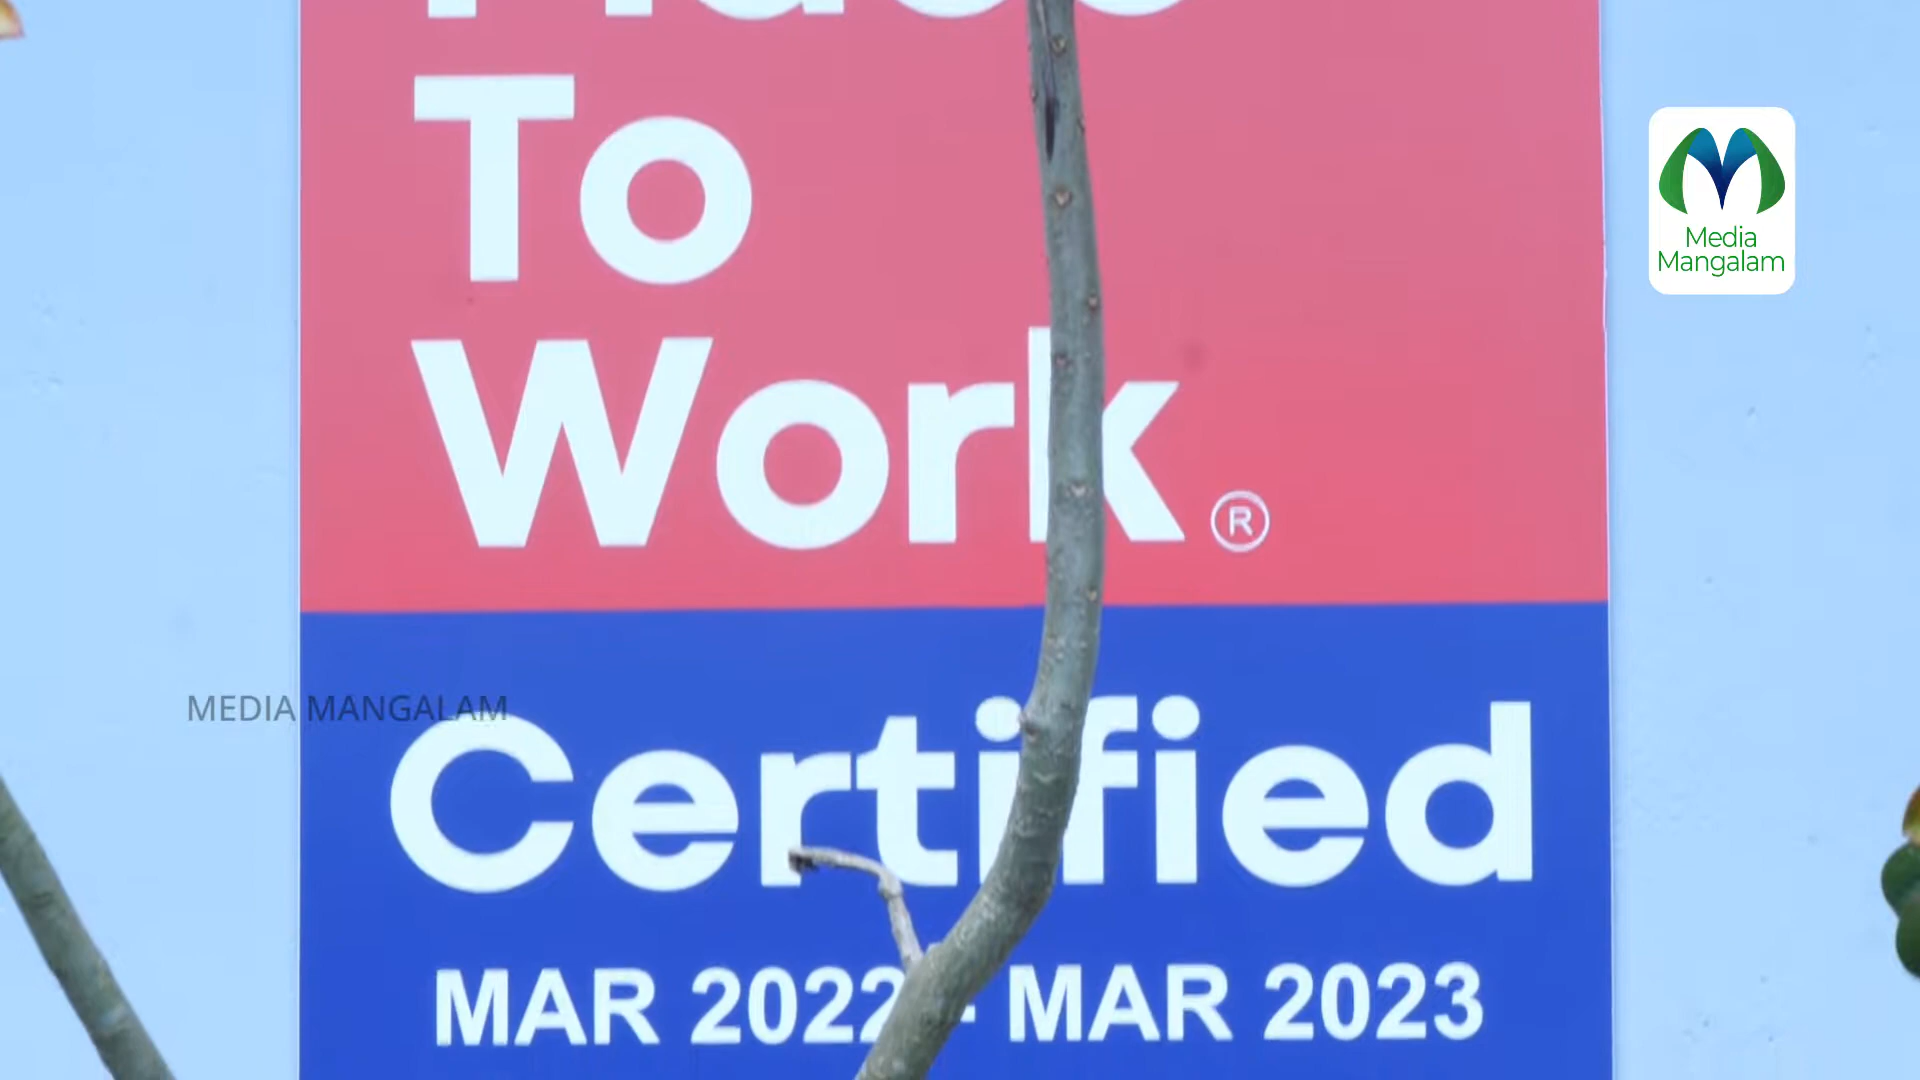 To
Work®
Certified
MAR 2022 - MAR 2023
Media
Mangalam
MEDIA MANGALAM